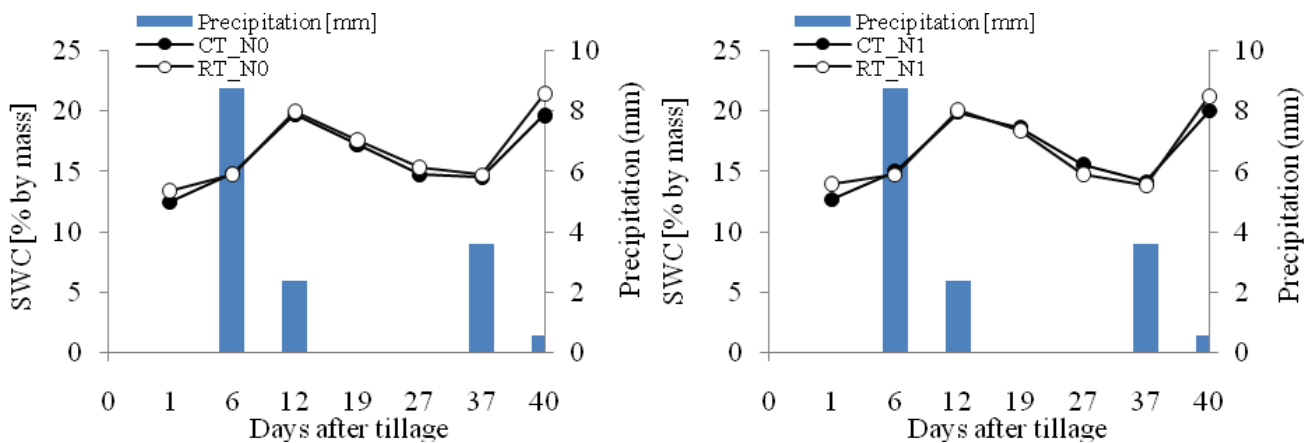 Precipitation [mm]
CT_N0
RT_N0
25
20
15
10
5
0
SWC [% by mass]
10
8
6
4
2
0
Precipitation (mm)
0 1 6 12 19 27 37 40
Days after tillage
Precipitation [mm]
CT_N1
RT_N1
25
20
15
10
5
0
SWC [% by mass]
10
8
6
4
2
0
Precipitation (mm)
0 1 6 12 19 27 37 40
Days after tillage